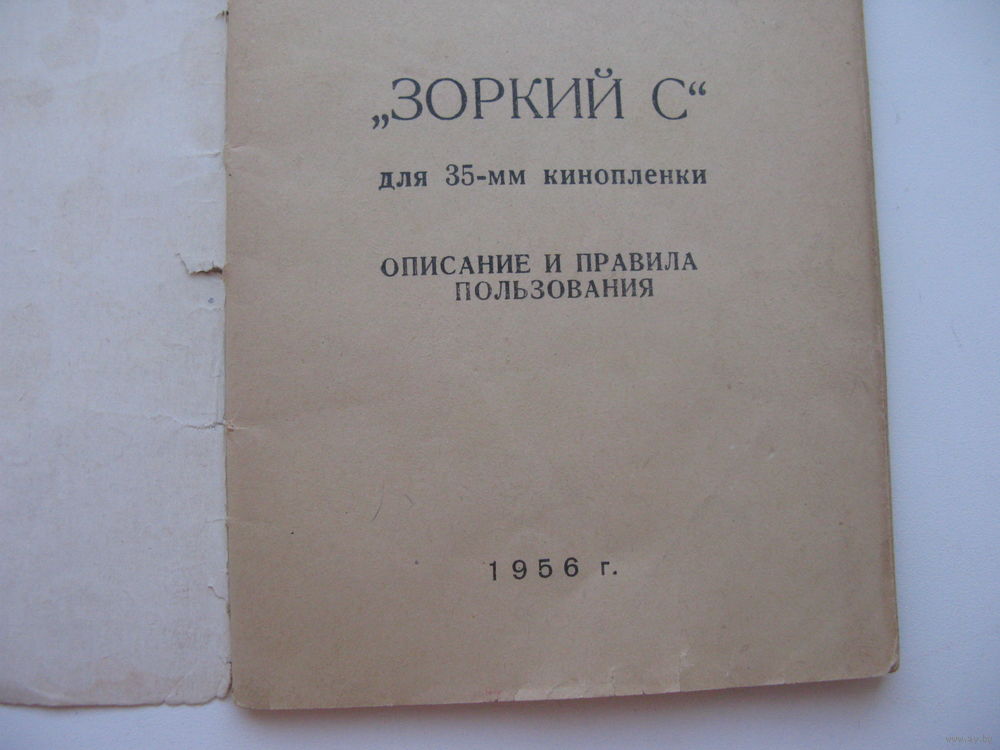 „ЗОРКИЙ С“
для 35-мм кинопленки
ОПИСАНИЕ И ПРАВИЛА
ПОЛЬЗОВАНИЯ
1956 г.